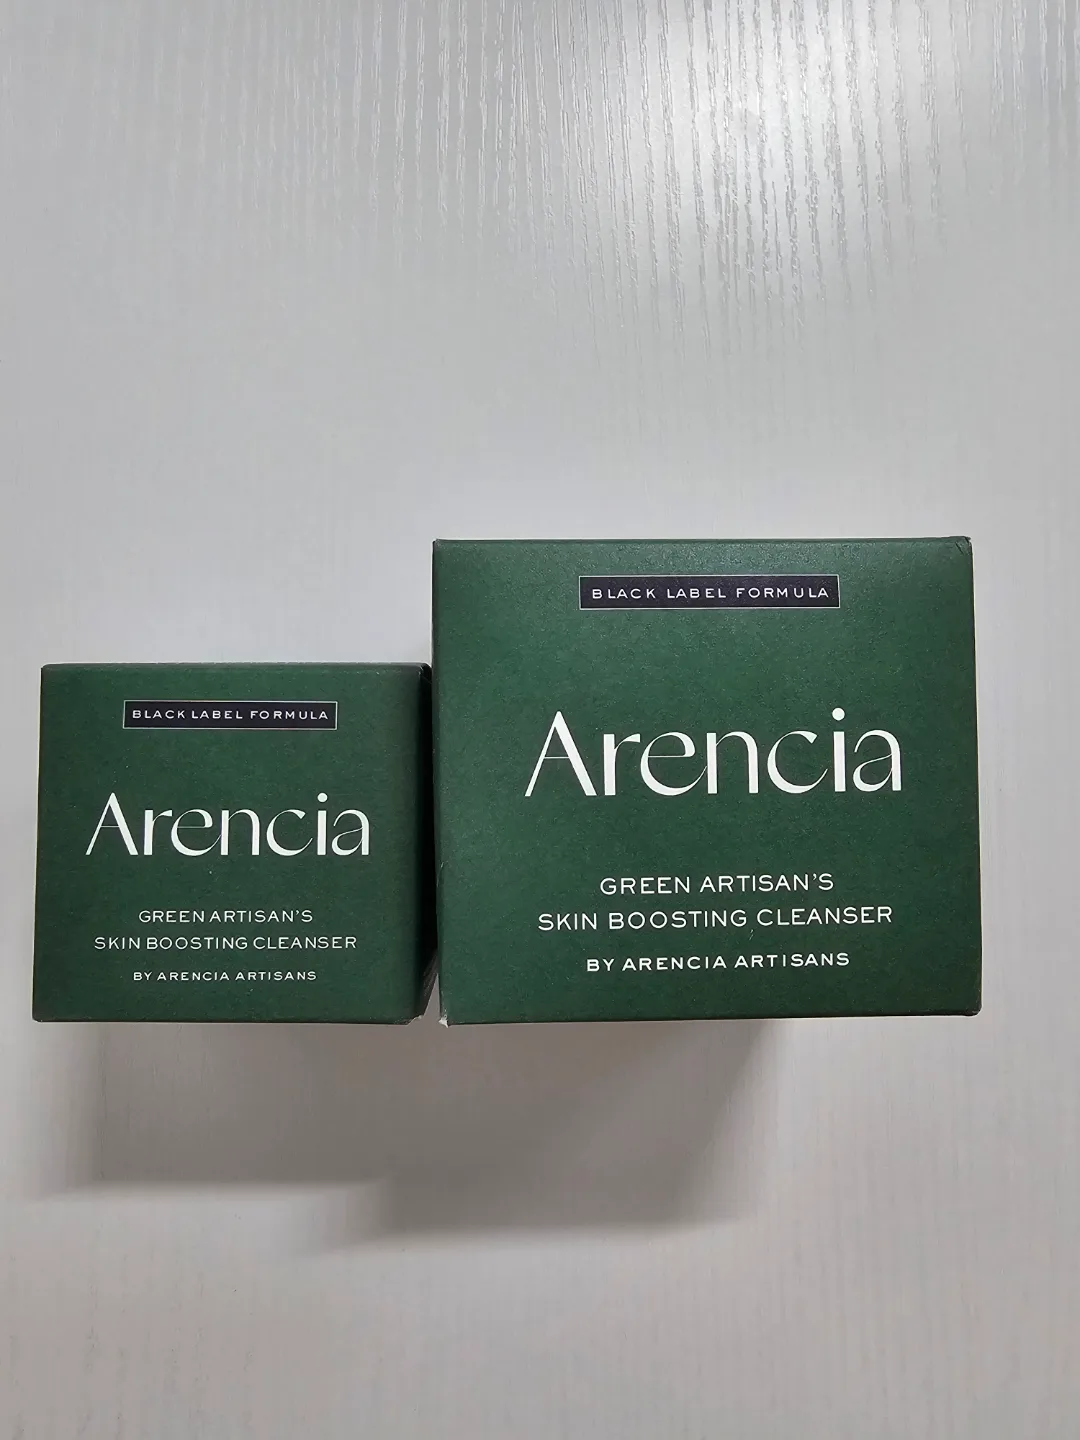 BLACK LABEL FORMULA
Arencia
GREEN ARTISAN'S
SKIN BOOSTING CLEANSER
BY ARENCIA ARTISANS
BLACK LABEL FORMULA
Arencia
GREEN ARTISAN'S
SKIN BOOSTING CLEANSER
BY ARENCIA ARTISANS